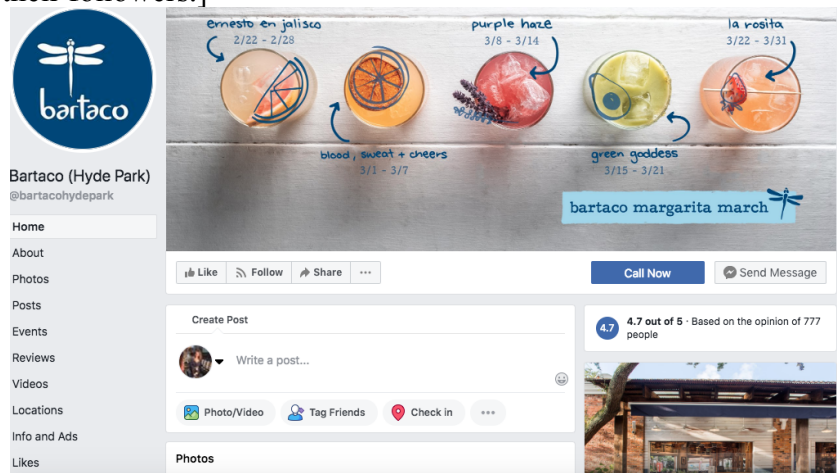 their followers.]
ernesto en jalisco
2/22 - 2/28
purple haze
3/8 - 3/14
la rosita
3/22 - 3/31
blood, sweat + cheers
3/1 - 3/7
green goddess
3/15 - 3/21
bartaco margarita march
bartaco
Bartaco (Hyde Park)
@bartacohydepark
Home
About
Photos
Posts
Events
Reviews
Videos
Locations
Info and Ads
Likes
Like
Follow
Share
Call Now
Send Message
Create Post
Write a post...
Photo/Video
Tag Friends
Check in
Photos
4.7
4.7 out of 5 · Based on the opinion of 777
people